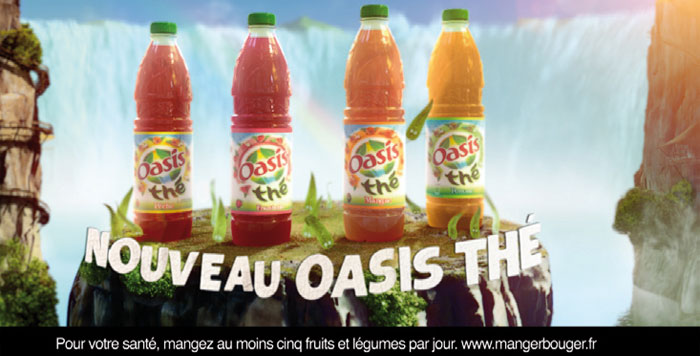 Oasis
thé
Oasis
thé
Oasis
thé
Oasis
thé
NOUVEAU OASIS THÉ
Pour votre santé, mangez au moins cinq fruits et légumes par jour. www.mangerbouger.fr